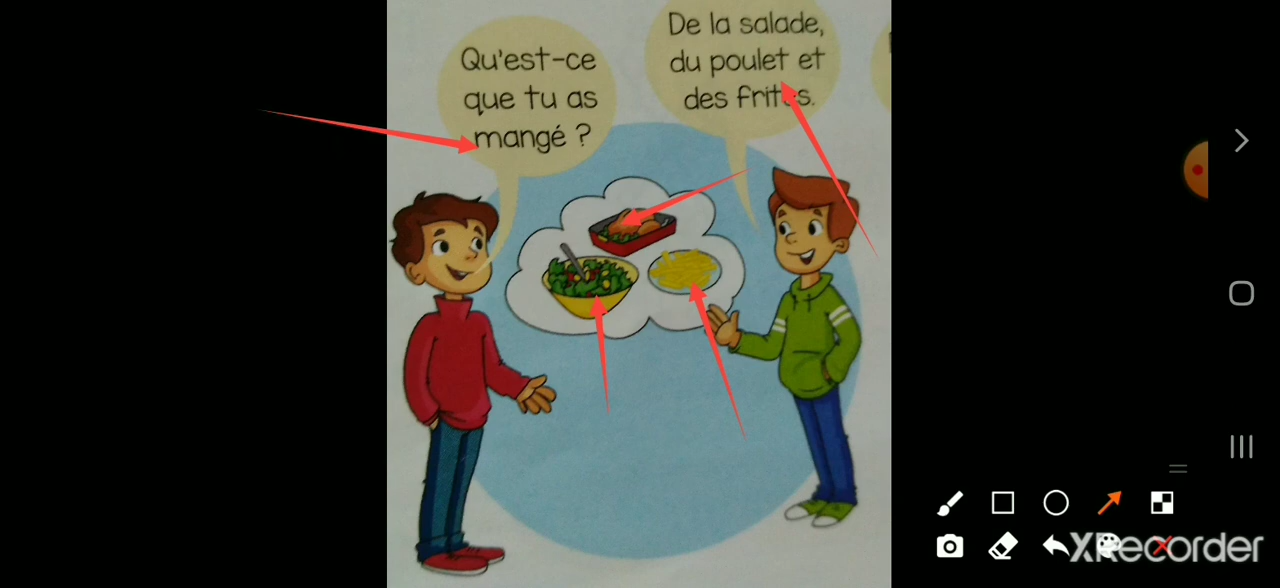 Qu'est-ce
que tu as
mangé ?
De la salade,
du poulet et
des frites.
XRecorder